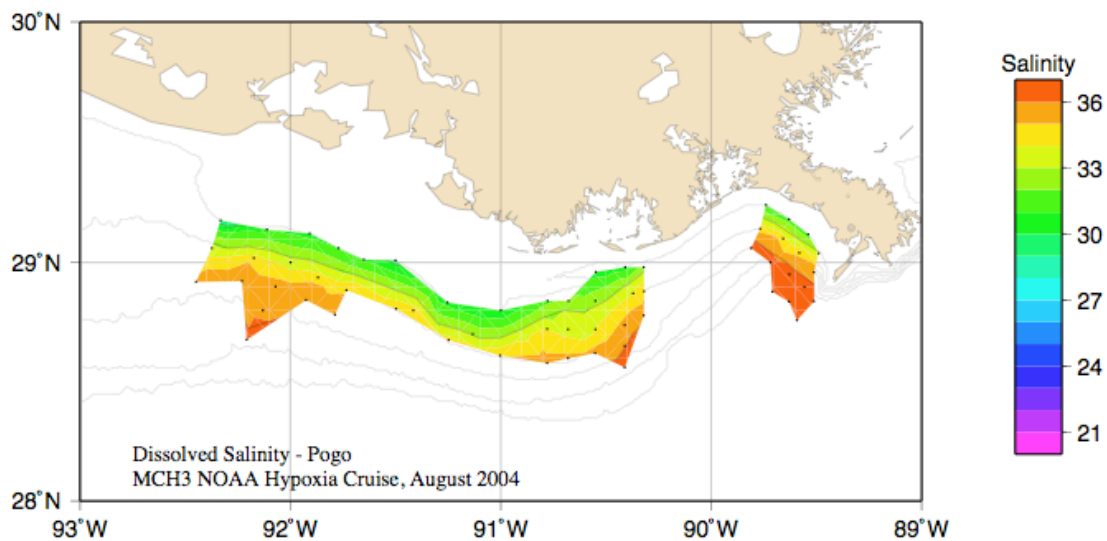 30°N
29°N
28°N
93°W
92°W
91°W
90°W
89°W
Dissolved Salinity - Pogo
MCH3 NOAA Hypoxia Cruise, August 2004
Salinity
36
33
30
27
24
21